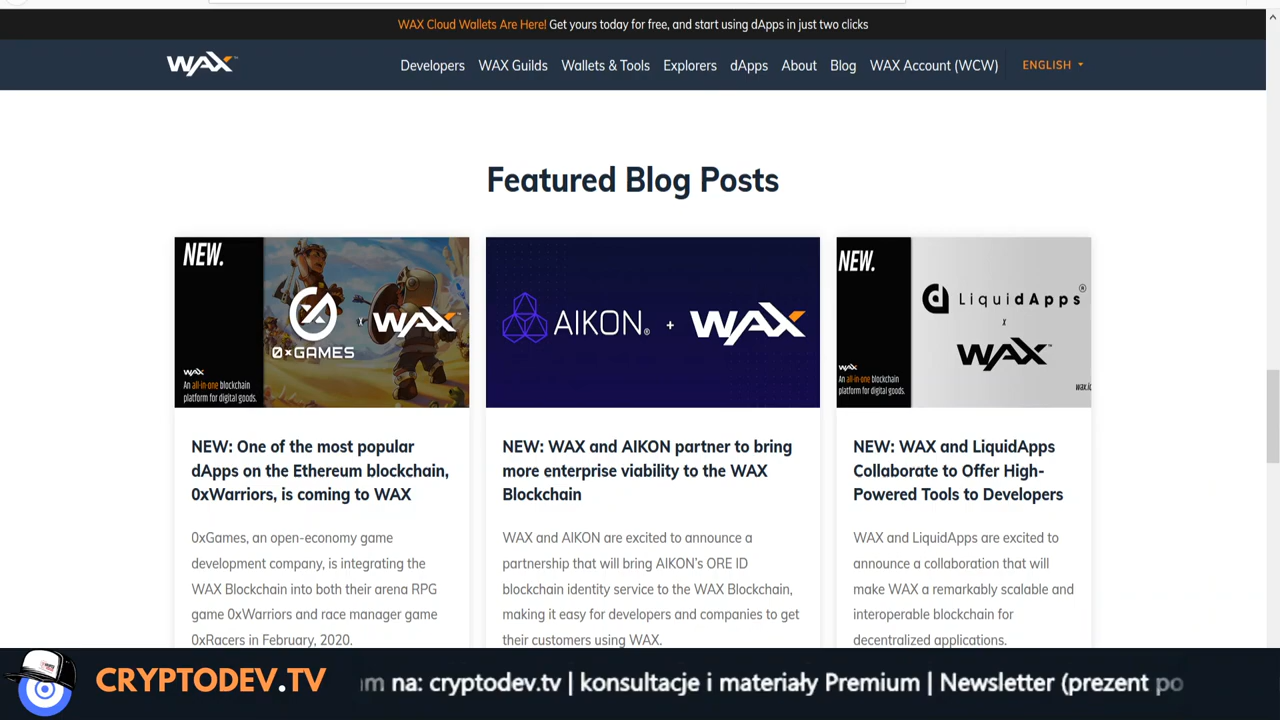 WAX Cloud Wallets Are Here! Get yours today for free, and start using dApps in just two clicks
WAX™ Developers WAX Guilds Wallets & Tools Explorers dApps About Blog WAX Account (WCW) ENGLISH
Featured Blog Posts
NEW.
0×GAMES x WAX
WAX
An all-in-one blockchain
platform for digital goods.
NEW: One of the most popular
dApps on the Ethereum blockchain,
0xWarriors, is coming to WAX
0xGames, an open-economy game
development company, is integrating the
WAX Blockchain into both their arena RPG
game 0xWarriors and race manager game
0xRacers in February, 2020.
AIKON® + WAX
NEW: WAX and AIKON partner to bring
more enterprise viability to the WAX
Blockchain
WAX and AIKON are excited to announce a
partnership that will bring AIKON's ORE ID
blockchain identity service to the WAX Blockchain,
making it easy for developers and companies to get
their customers using WAX.
NEW.
LiquidApps®
x
WAX™
WAX
An all-in-one blockchain
platform for digital goods.
wax.io
NEW: WAX and LiquidApps
Collaborate to Offer High-
Powered Tools to Developers
WAX and LiquidApps are excited to
announce a collaboration that will
make WAX a remarkably scalable and
interoperable blockchain for
decentralized applications.
CRYPTODEV.TV
na: cryptodev.tv | konsultacje i materiały Premium | Newsletter (prezent po